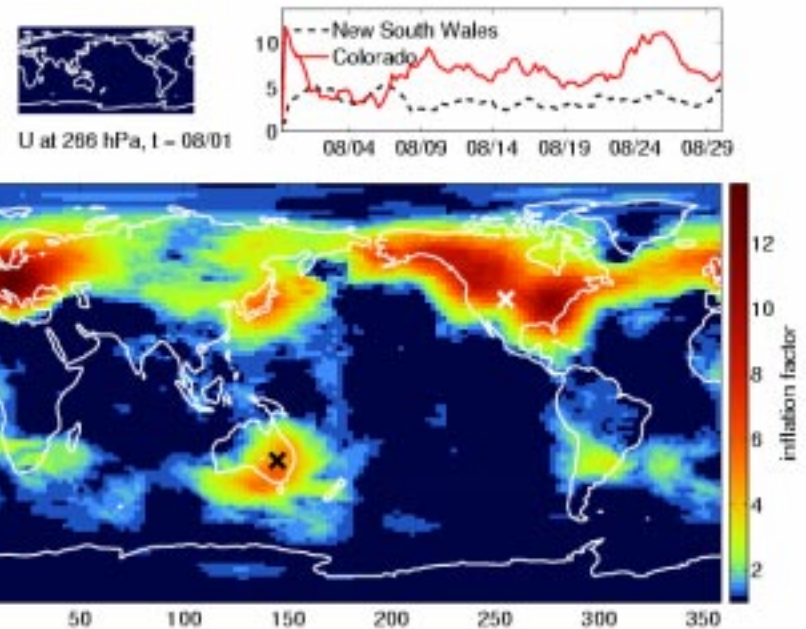 10
5
0
New South Wales
Colorado
08/04 08/09 08/14 08/19 08/24 08/29
U at 266 hPa, t = 08/01
12
10
8
6
4
2
inflation factor
50 100 150 200 250 300 350